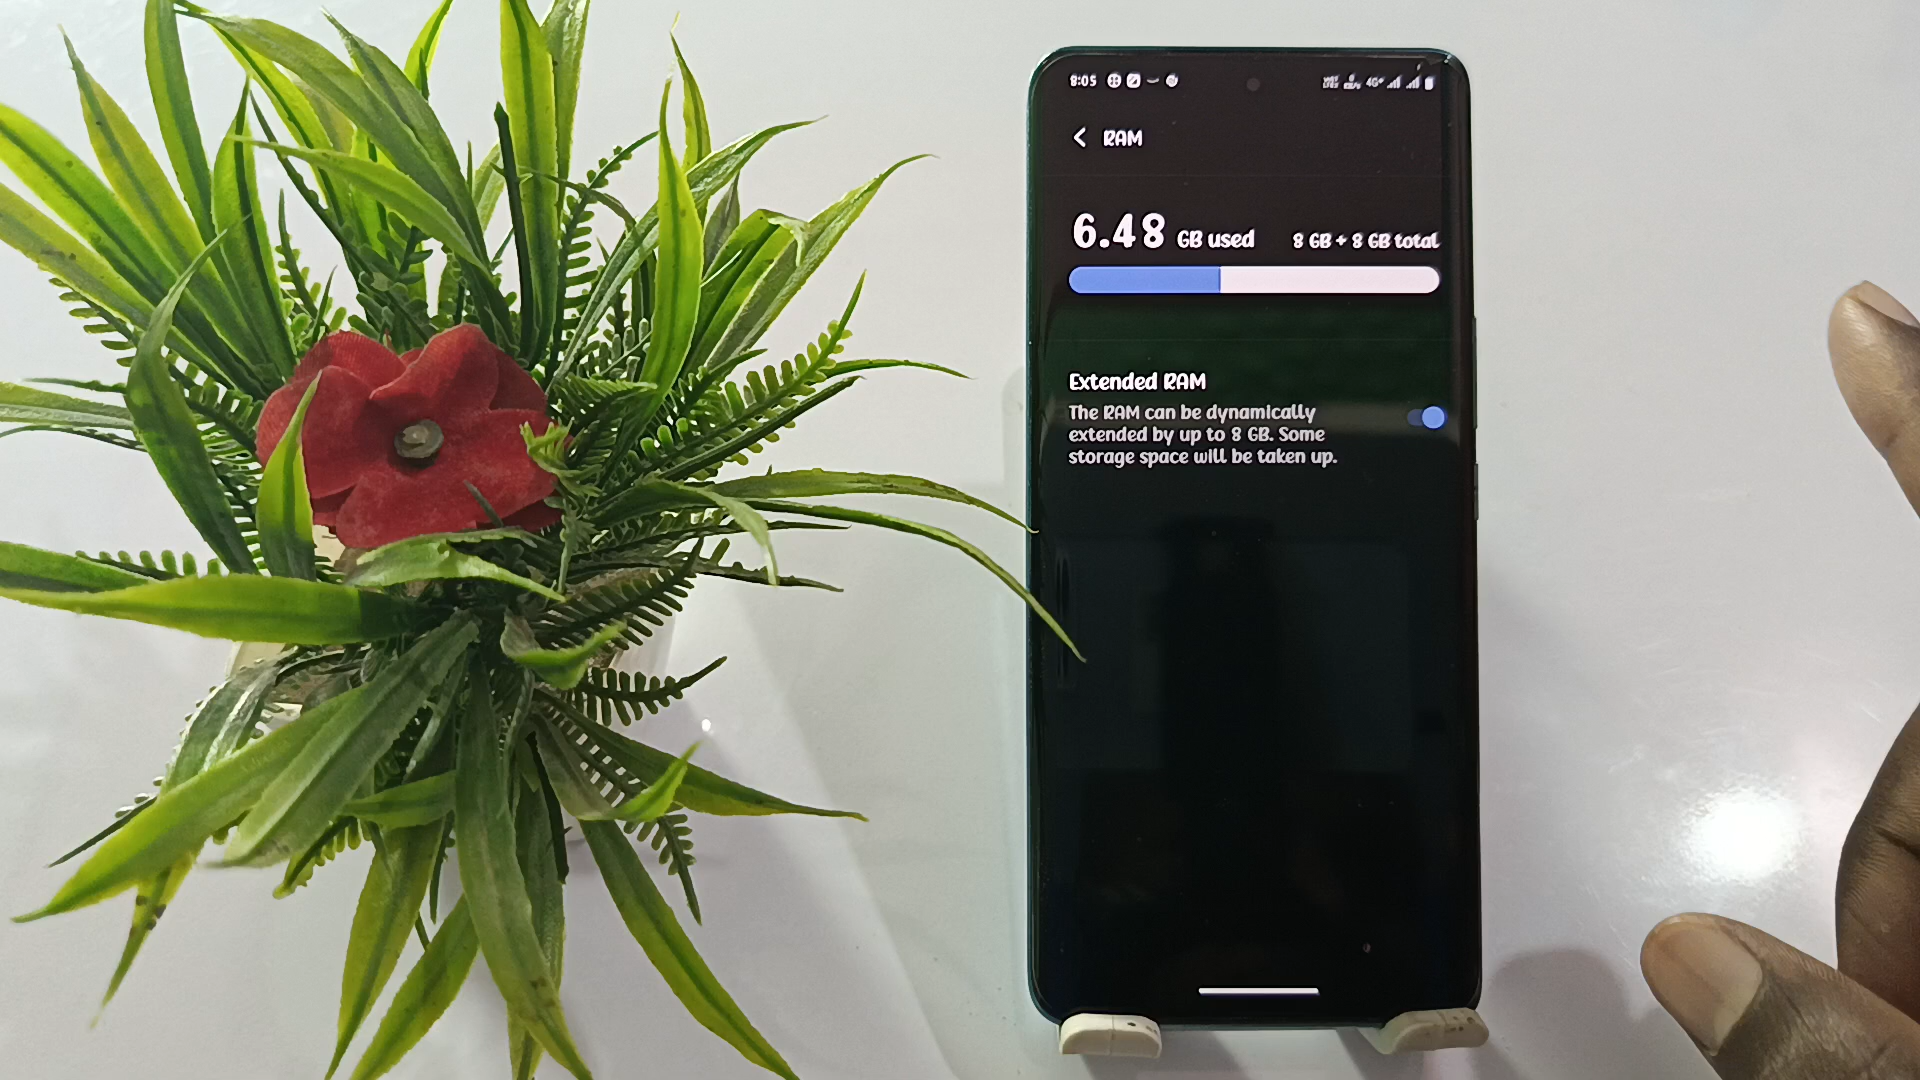 8:05 4G+
RAM
6.48 GB used 8 GB + 8 GB total
Extended RAM
The RAM can be dynamically
extended by up to 8 GB. Some
storage space will be taken up.